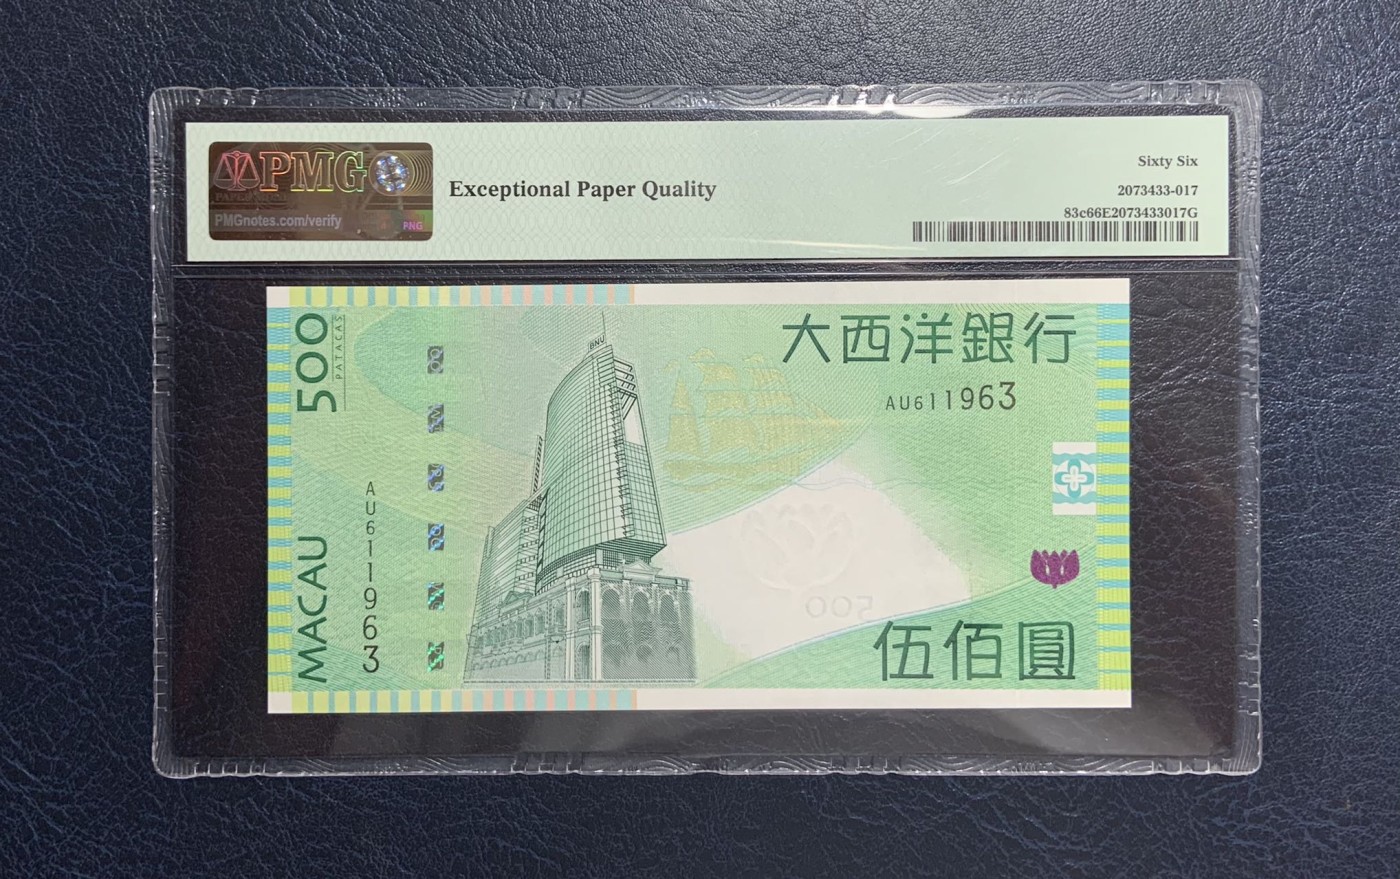 PMG
PMGnotes.com/verify
PMG
Exceptional Paper Quality
Sixty Six
2073433-017
83c66E2073433017G
500
PATACAS
MACAU
AU611963
BNU
大西洋銀行
AU611963
500
伍佰圓